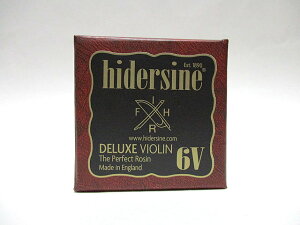 Est. 1890
hidersine®
F H
R
www.hidersine.com
DELUXE VIOLIN
The Perfect Rosin
Made in England
6V